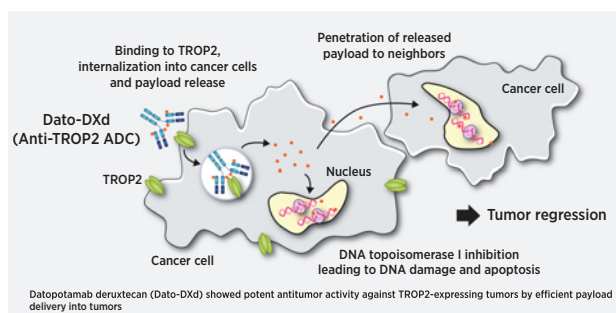 Binding to TROP2,
internalization into cancer cells
and payload release
Penetration of released
payload to neighbors
Cancer cell
Dato-DXd
(Anti-TROP2 ADC)
TROP2
Nucleus
Tumor regression
Cancer cell
DNA topoisomerase I inhibition
leading to DNA damage and apoptosis
Datopotamab deruxtecan (Dato-DXd) showed potent antitumor activity against TROP2-expressing tumors by efficient payload
delivery into tumors